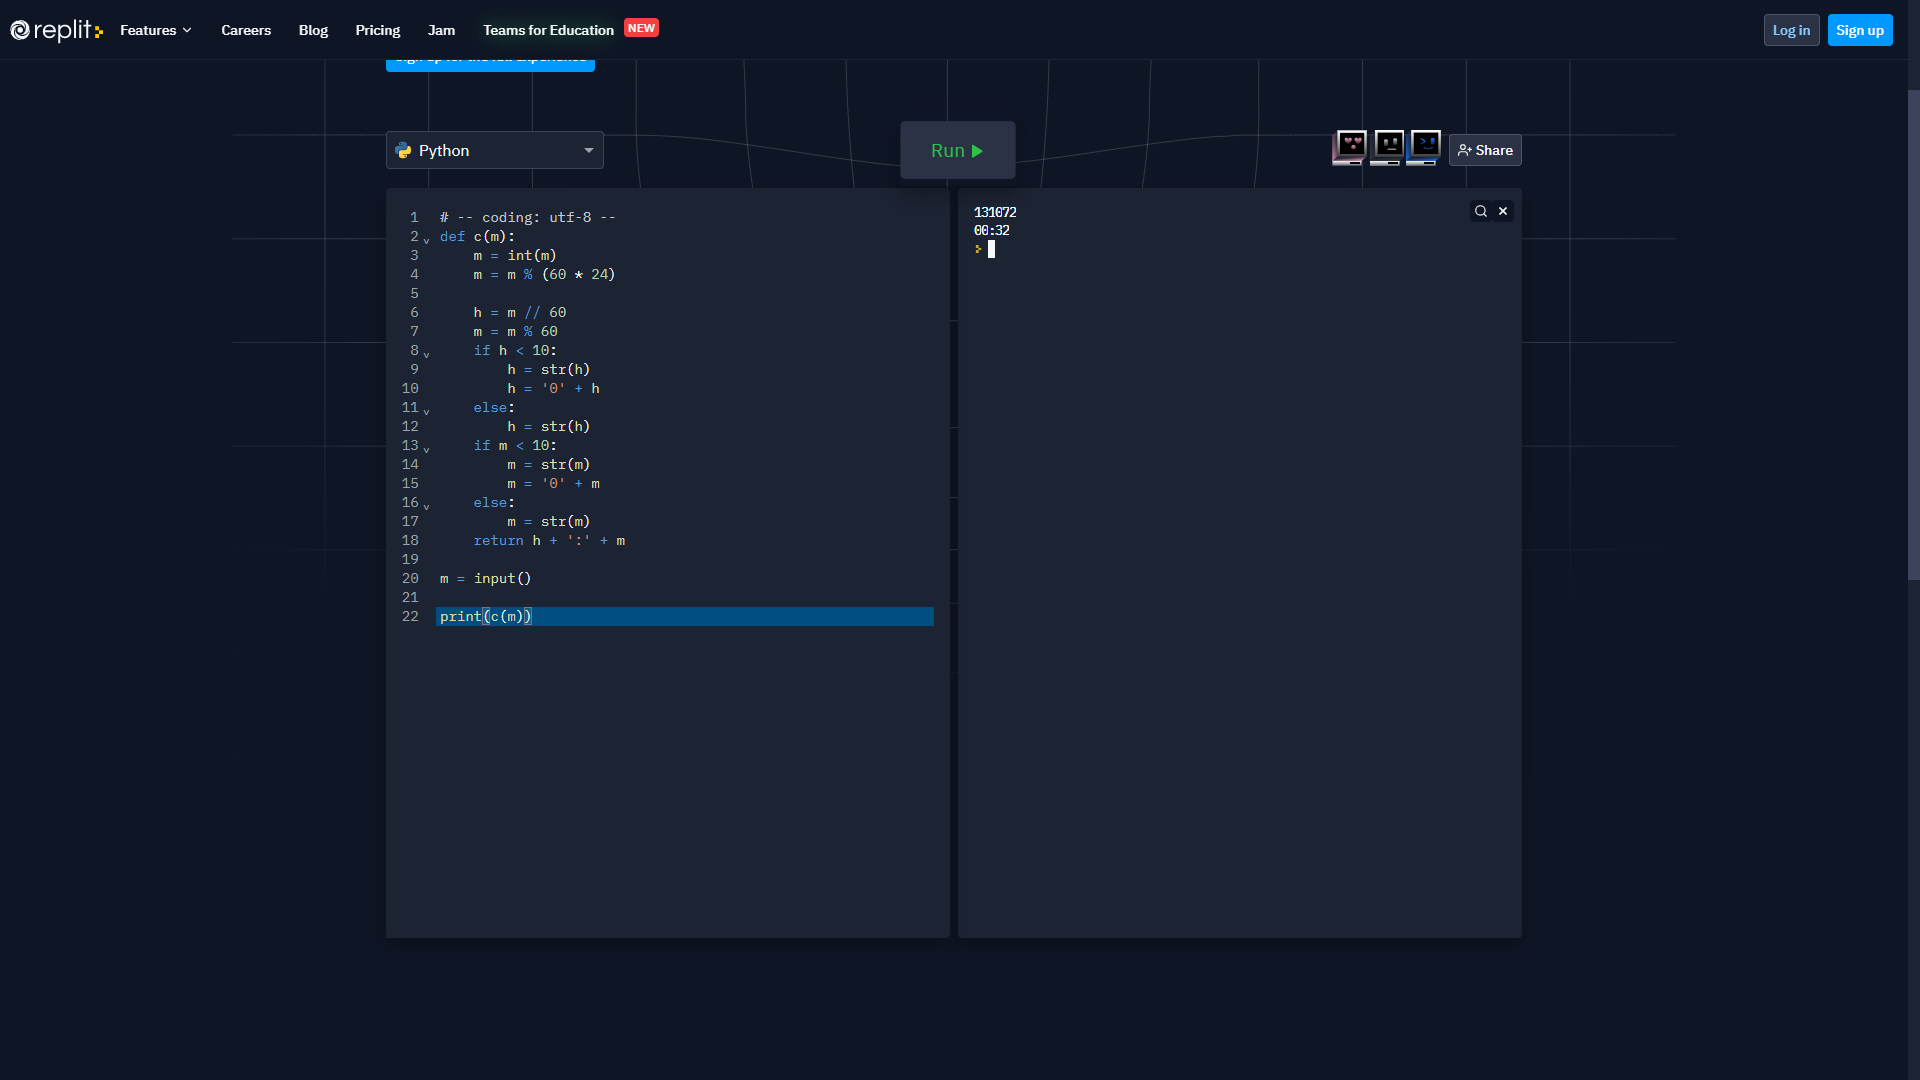 replit
Features
Careers
Blog
Pricing
Jam
Teams for Education
NEW
Log in
Sign up
Python
Run
Share
1 # -- coding: utf-8 --
2 def c(m):
3     m = int(m)
4     m = m % (60 * 24)
5
6     h = m // 60
7     m = m % 60
8     if h < 10:
9         h = str(h)
10         h = '0' + h
11     else:
12         h = str(h)
13     if m < 10:
14         m = str(m)
15         m = '0' + m
16     else:
17         m = str(m)
18     return h + ':' + m
19
20 m = input()
21
22 print(c(m))
131072
00:32